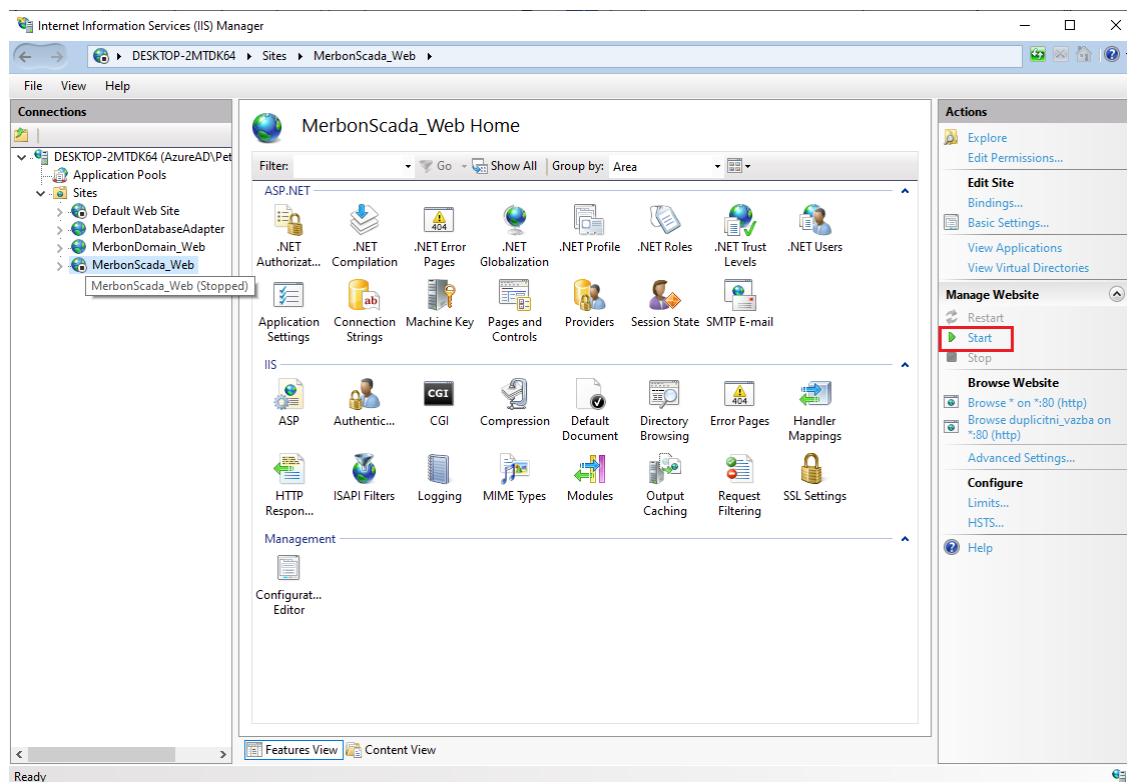 Internet Information Services (IIS) Manager
DESKTOP-2MTDK64 Sites MerbonScada_Web
File View Help
Connections
DESKTOP-2MTDK64 (AzureAD\Pet
Application Pools
Sites
Default Web Site
MerbonDatabaseAdapter
MerbonDomain_Web
MerbonScada_Web
MerbonScada_Web (Stopped)
MerbonScada_Web Home
Filter: Go Show All Group by: Area
ASP.NET
.NET Authorizat...
.NET Compilation
.NET Error Pages
.NET Globalization
.NET Profile
.NET Roles
.NET Trust Levels
.NET Users
Application Settings
Connection Strings
Machine Key
Pages and Controls
Providers
Session State
SMTP E-mail
IIS
ASP
Authentic...
CGI
Compression
Default Document
Directory Browsing
Error Pages
Handler Mappings
HTTP Respon...
ISAPI Filters
Logging
MIME Types
Modules
Output Caching
Request Filtering
SSL Settings
Management
Configurat... Editor
Features View Content View
Actions
Explore
Edit Permissions...
Edit Site
Bindings...
Basic Settings...
View Applications
View Virtual Directories
Manage Website
Restart
Start
Stop
Browse Website
Browse * on *:80 (http)
Browse duplicitni_vazba on
*:80 (http)
Advanced Settings...
Configure
Limits...
HSTS...
Help
Ready